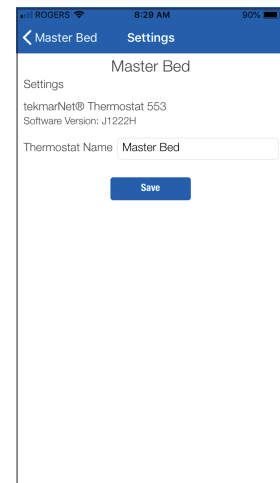 ROGERS 8:29 AM 90%
Master Bed Settings
Master Bed
Settings
tekmarNet® Thermostat 553
Software Version: J1222H
Thermostat Name Master Bed
Save